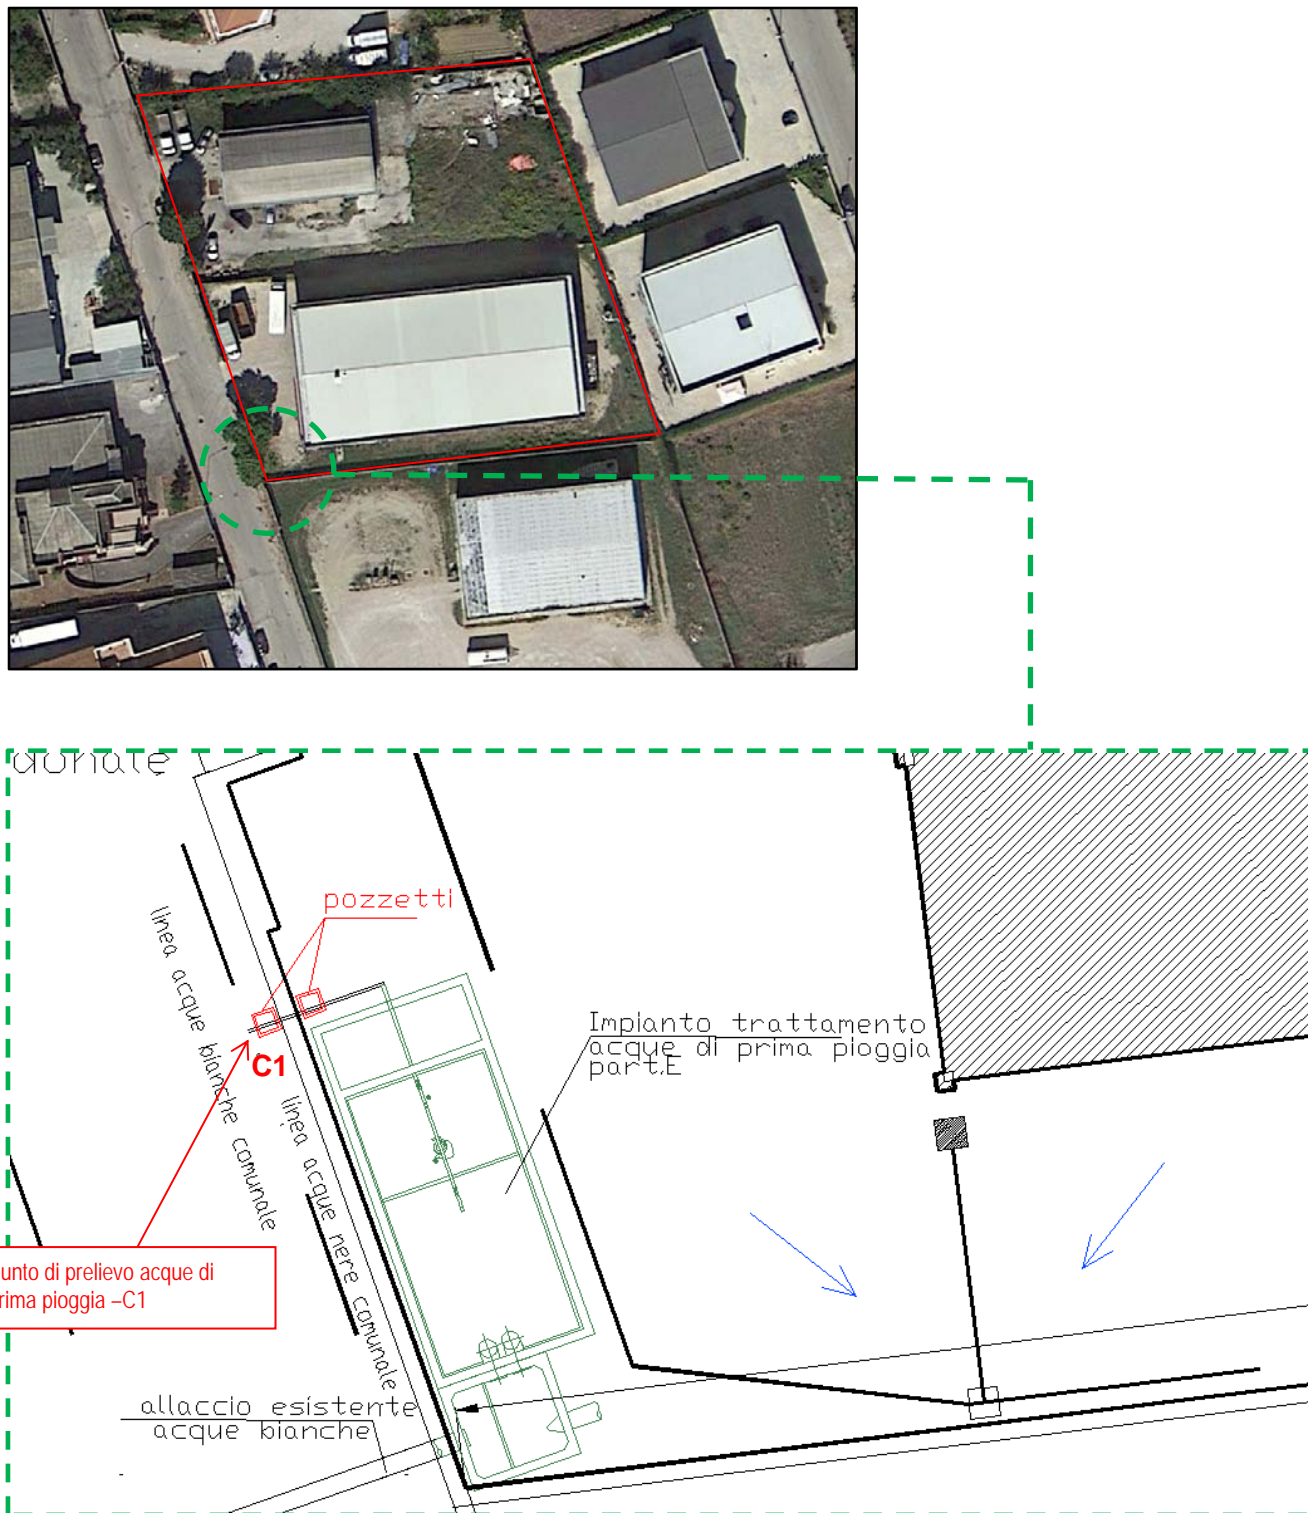 pozzetti
linea acque bianche comunale
Impianto trattamento
acque di prima pioggia
part.E
C1
linea acque nere comunale
unto di prelievo acque di
rima pioggia –C1
allaccio esistente
acque bianche